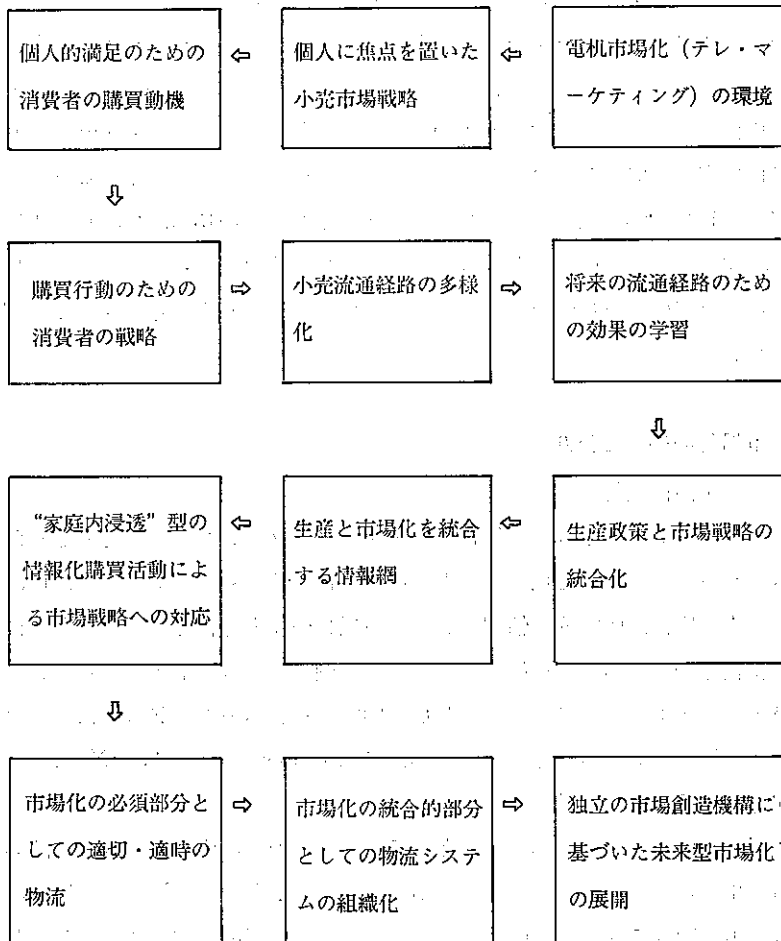 個人的満足のための
消費者の購買動機
個人に焦点を置いた
小売市場戦略
電机市場化（テレ・マ
ーケティング）の環境
購買行動のための
消費者の戦略
小売流通経路の多様
化
将来の流通経路のため
の効果の学習
“家庭内浸透”型の
情報化購買活動によ
る市場戦略への対応
生産と市場化を統合
する情報網
生産政策と市場戦略の
統合化
市場化の必須部分と
しての適切・適時の
物流
市場化の統合的部分
としての物流システ
ムの組織化
独立の市場創造機構に
基づいた未来型市場化
の展開